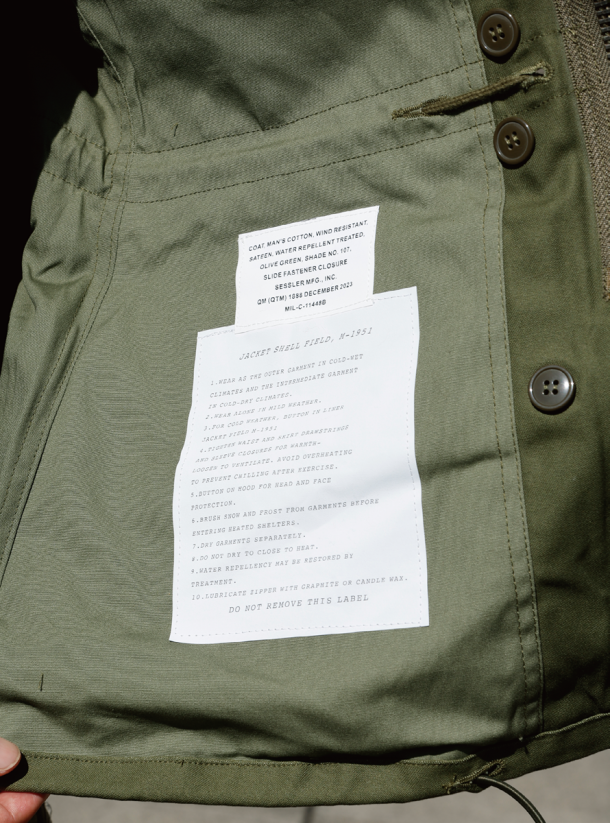 COAT, MAN'S COTTON, WIND RESISTANT.
SATEEN, WATER REPELLENT TREATED.
OLIVE GREEN, SHADE NO. 107.
SLIDE FASTENER CLOSURE
SESSLER MFG., INC.
QM (QTM) 1888 DECEMBER 2023
MIL-C-11448B
JACKET SHELL FIELD, M-1951
1.WEAR AS THE OUTER GARMENT IN COLD-WET
CLIMATES AND THE INTERMEDIATE GARMENT
IN COLD-DRY CLIMATES.
2.WEAR ALONE IN MILD WEATHER.
3.FOR COLD WEATHER, BUTTON IN LINER
JACKET FIELD M-1951
4.TIGHTEN WAIST AND SKIRT DRAWSTRINGS
AND SLEEVE CLOSURES FOR WARMTH.
LOOSEN TO VENTILATE. AVOID OVERHEATING
TO PREVENT CHILLING AFTER EXERCISE.
5.BUTTON ON HOOD FOR HEAD AND FACE
PROTECTION.
6.BRUSH SNOW AND FROST FROM GARMENTS BEFORE
ENTERING HEATED SHELTERS.
7.DRY GARMENTS SEPARATELY.
8.DO NOT DRY TO CLOSE TO HEAT.
9.WATER REPELLENCY MAY BE RESTORED BY
TREATMENT.
10.LUBRICATE ZIPPER WITH GRAPHITE OR CANDLE WAX.
DO NOT REMOVE THIS LABEL